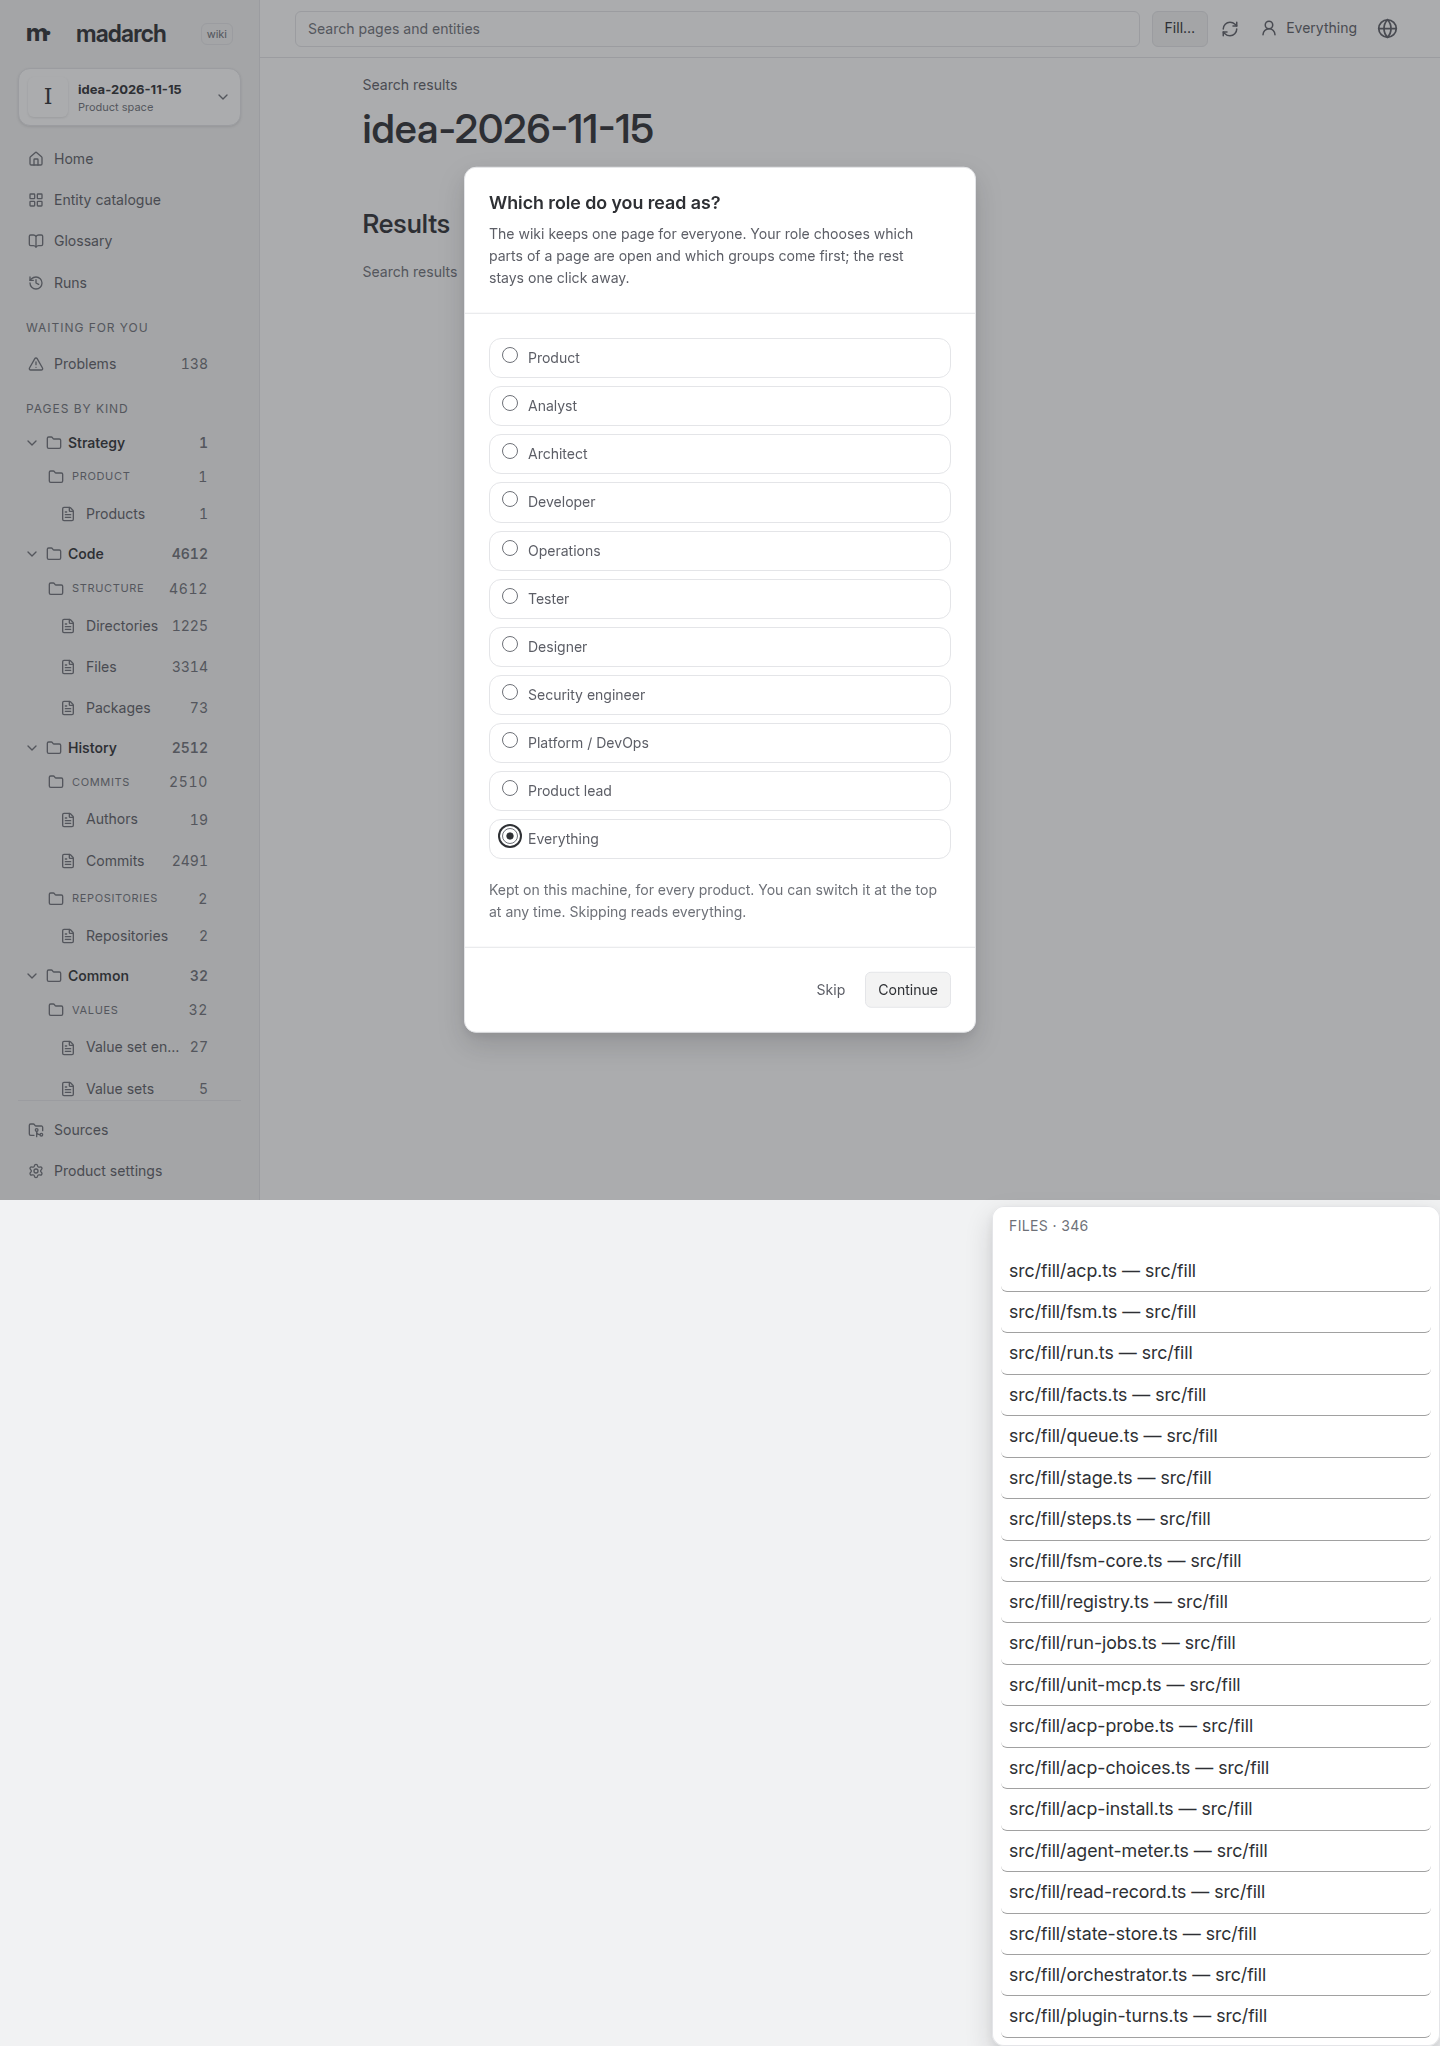 m·
madarch
wiki
I
idea-2026-11-15
Product space
Home
Entity catalogue
Glossary
Runs
WAITING FOR YOU
Problems 138
PAGES BY KIND
Strategy 1
PRODUCT 1
Products 1
Code 4612
STRUCTURE 4612
Directories 1225
Files 3314
Packages 73
History 2512
COMMITS 2510
Authors 19
Commits 2491
REPOSITORIES 2
Repositories 2
Common 32
VALUES 32
Value set en... 27
Value sets 5
Sources
Product settings
Search pages and entities
Fill...
Everything
Search results
idea-2026-11-15
Results
Search results
Which role do you read as?
The wiki keeps one page for everyone. Your role chooses which
parts of a page are open and which groups come first; the rest
stays one click away.
Product
Analyst
Architect
Developer
Operations
Tester
Designer
Security engineer
Platform / DevOps
Product lead
Everything
Kept on this machine, for every product. You can switch it at the top
at any time. Skipping reads everything.
Skip
Continue
FILES · 346
src/fill/acp.ts — src/fill
src/fill/fsm.ts — src/fill
src/fill/run.ts — src/fill
src/fill/facts.ts — src/fill
src/fill/queue.ts — src/fill
src/fill/stage.ts — src/fill
src/fill/steps.ts — src/fill
src/fill/fsm-core.ts — src/fill
src/fill/registry.ts — src/fill
src/fill/run-jobs.ts — src/fill
src/fill/unit-mcp.ts — src/fill
src/fill/acp-probe.ts — src/fill
src/fill/acp-choices.ts — src/fill
src/fill/acp-install.ts — src/fill
src/fill/agent-meter.ts — src/fill
src/fill/read-record.ts — src/fill
src/fill/state-store.ts — src/fill
src/fill/orchestrator.ts — src/fill
src/fill/plugin-turns.ts — src/fill